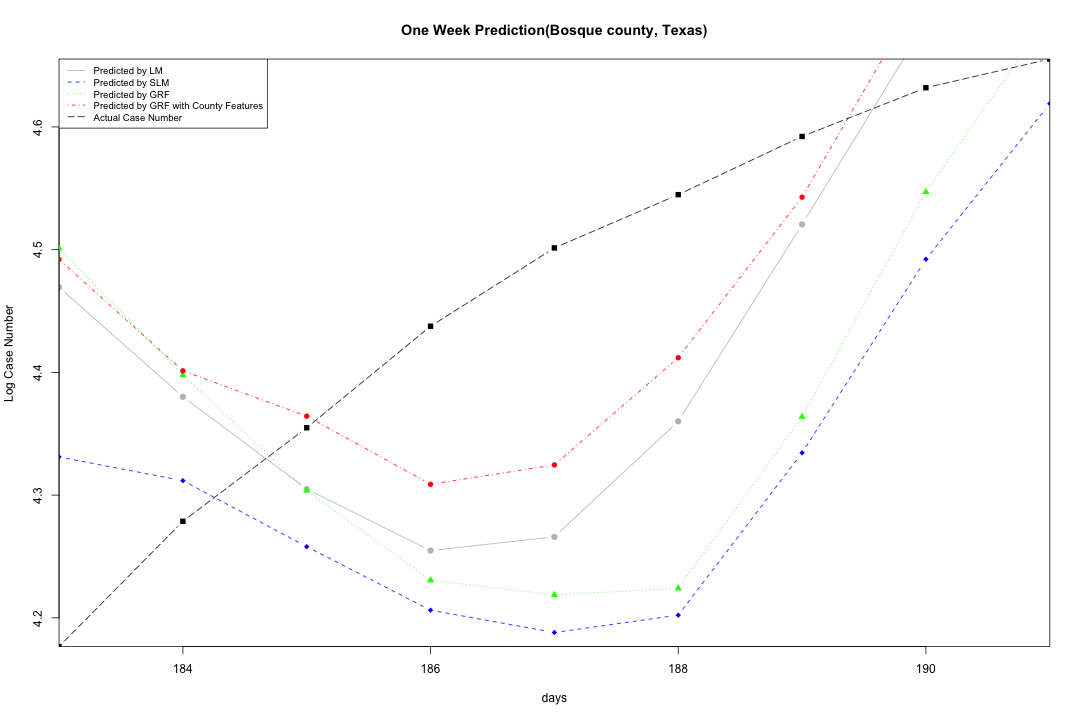 One Week Prediction(Bosque county, Texas)
Predicted by LM
Predicted by SLM
Predicted by GRF
Predicted by GRF with County Features
Actual Case Number
4.6
4.5
4.4
4.3
4.2
Log Case Number
184 186 188 190
days